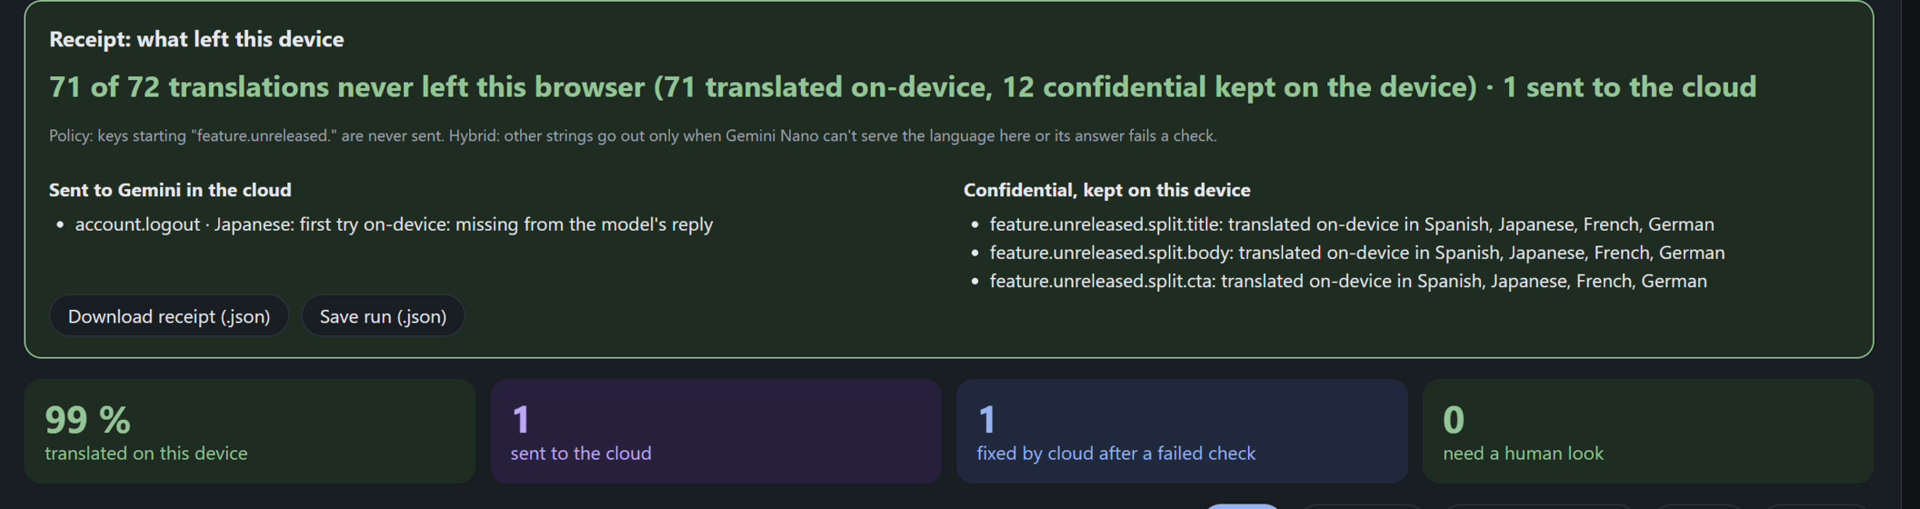 Receipt: what left this device
71 of 72 translations never left this browser (71 translated on-device, 12 confidential kept on the device) · 1 sent to the cloud
Policy: keys starting "feature.unreleased." are never sent. Hybrid: other strings go out only when Gemini Nano can't serve the language here or its answer fails a check.
Sent to Gemini in the cloud
• account.logout · Japanese: first try on-device: missing from the model's reply
Confidential, kept on this device
• feature.unreleased.split.title: translated on-device in Spanish, Japanese, French, German
• feature.unreleased.split.body: translated on-device in Spanish, Japanese, French, German
• feature.unreleased.split.cta: translated on-device in Spanish, Japanese, French, German
Download receipt (.json)
Save run (.json)
99 %
translated on this device
1
sent to the cloud
1
fixed by cloud after a failed check
0
need a human look